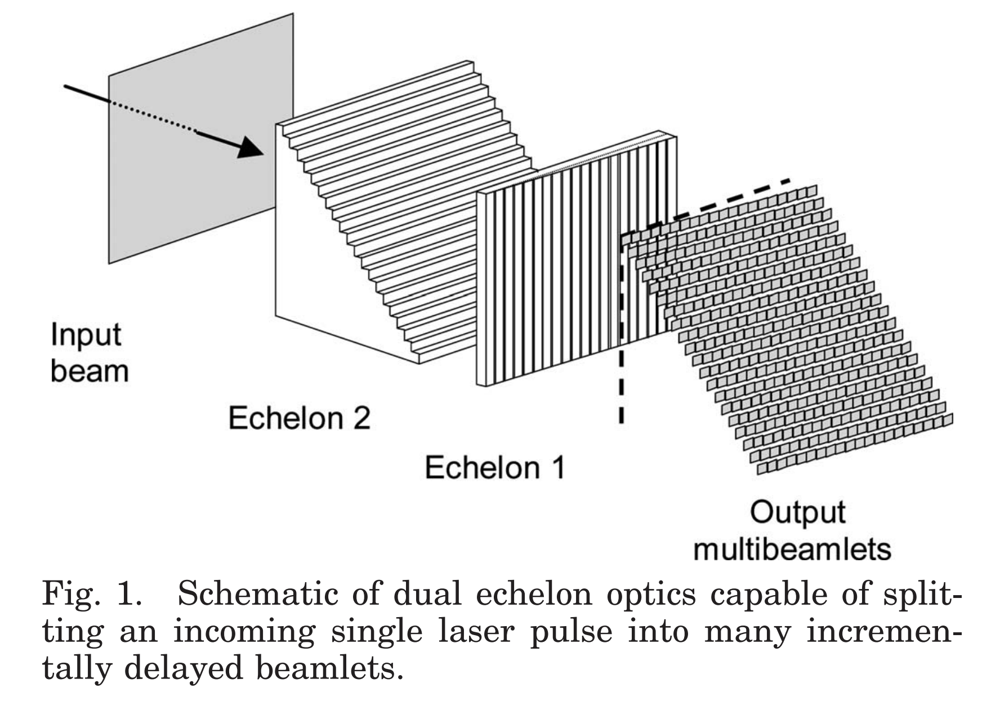 Input
beam
Echelon 2
Echelon 1
Output
multibeamlets
Fig. 1. Schematic of dual echelon optics capable of split-
ting an incoming single laser pulse into many incremen-
tally delayed beamlets.